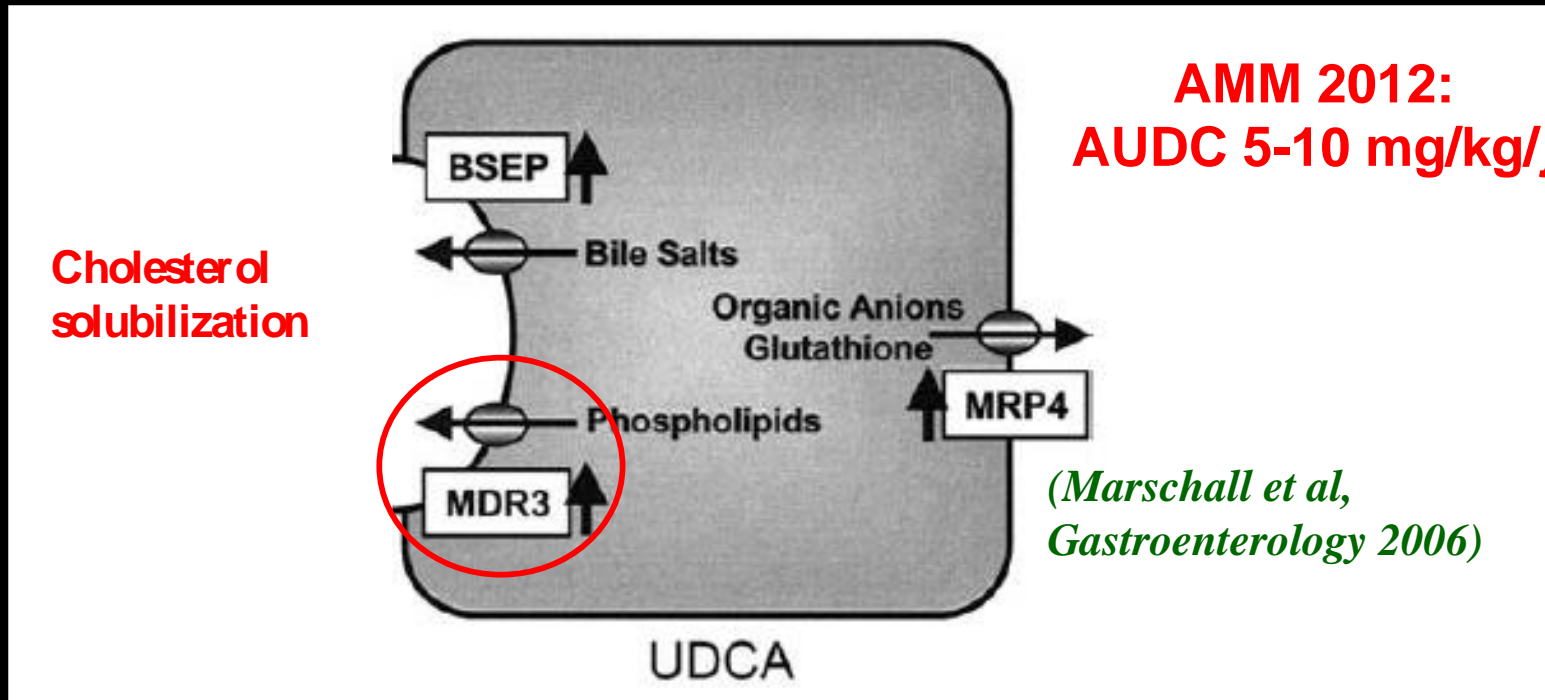 AMM 2012:
AUDC 5-10 mg/kg/j
BSEP
Bile Salts
Cholesterol
solubilization
Organic Anions
Glutathione
Phospholipids
MRP4
MDR3
(Marschall et al,
Gastroenterology 2006)
UDCA